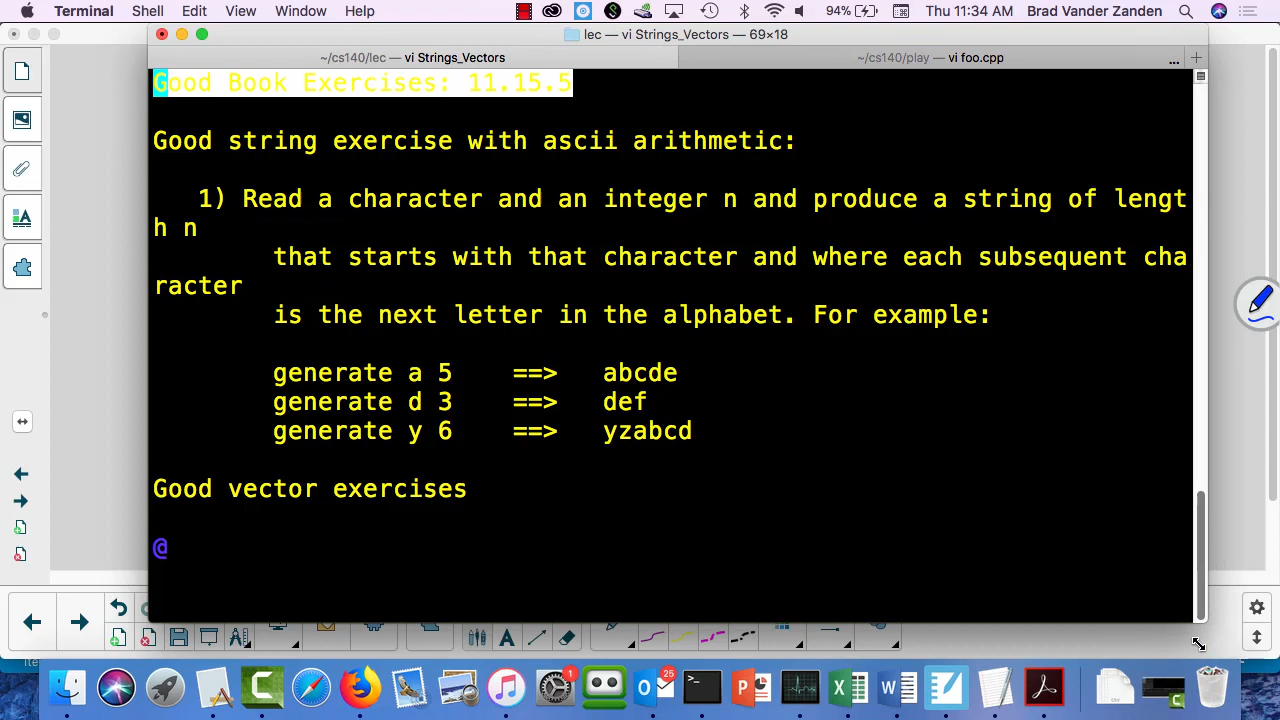 Terminal Shell Edit View Window Help 94% Thu 11:34 AM Brad Vander Zanden
lec — vi Strings_Vectors — 69×18
~/cs140/lec — vi Strings_Vectors ~/cs140/play — vi foo.cpp ... +
Good Book Exercises: 11.15.5
Good string exercise with ascii arithmetic:
1) Read a character and an integer n and produce a string of lengt
h n
that starts with that character and where each subsequent cha
racter
is the next letter in the alphabet. For example:
generate a 5 ==> abcde
generate d 3 ==> def
generate y 6 ==> yzabcd
Good vector exercises
@
1
25